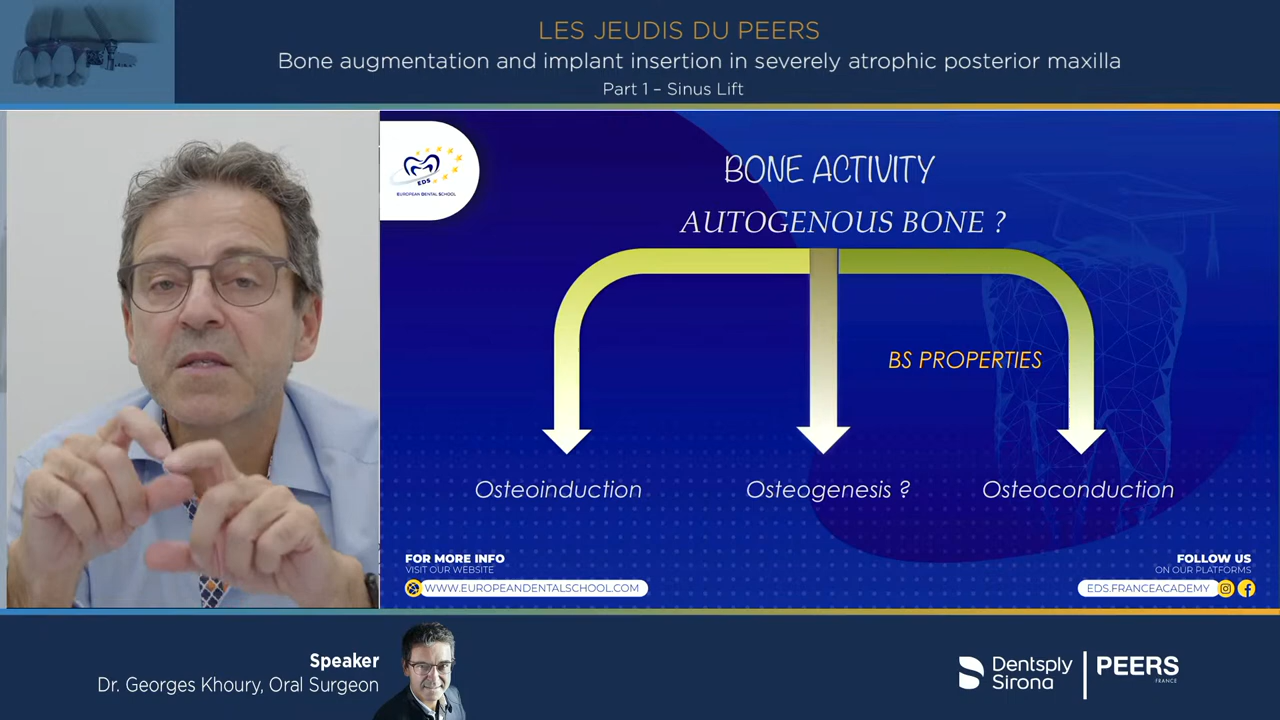 LES JEUDIS DU PEERS
Bone augmentation and implant insertion in severely atrophic posterior maxilla
Part 1 – Sinus Lift
EDS
EUROPEAN DENTAL SCHOOL
BONE ACTIVITY
AUTOGENOUS BONE ?
BS PROPERTIES
Osteoinduction
Osteogenesis ?
Osteoconduction
FOR MORE INFO
VISIT OUR WEBSITE
WWW.EUROPEANDENTALSCHOOL.COM
FOLLOW US
ON OUR PLATFORMS
EDS.FRANCEACADEMY
Speaker
Dr. Georges Khoury, Oral Surgeon
Dentsply
Sirona
PEERS
FRANCE